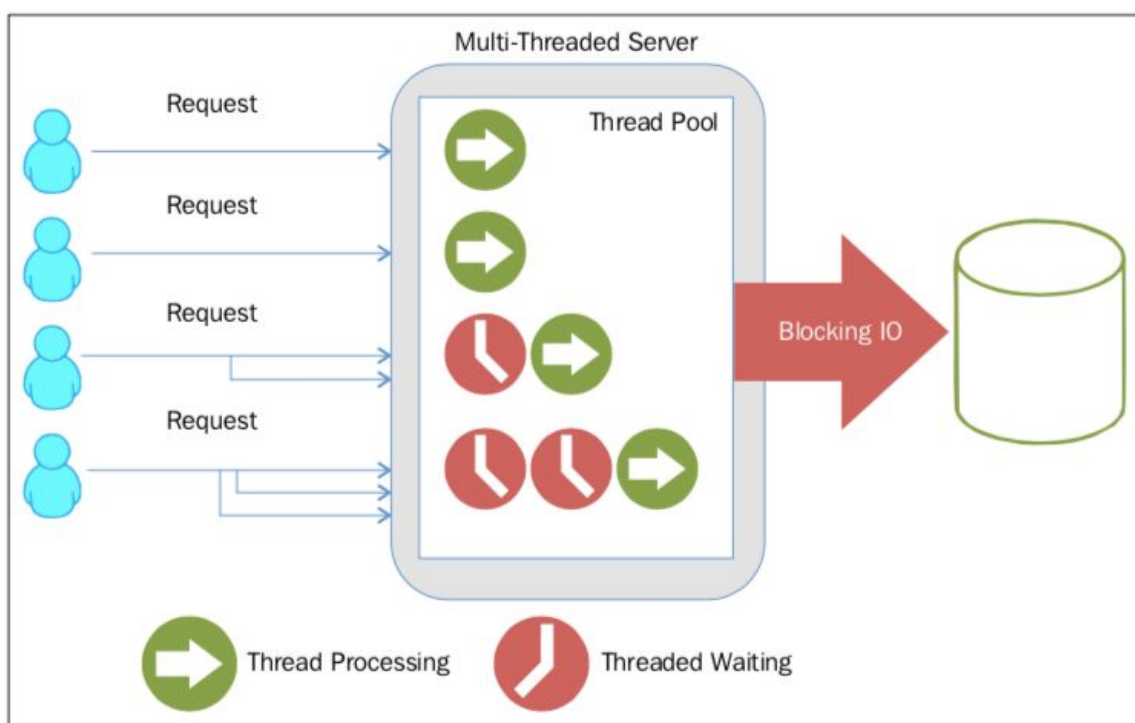 Multi-Threaded Server
Request
Thread Pool
Request
Request
Blocking IO
Request
Thread Processing
Threaded Waiting